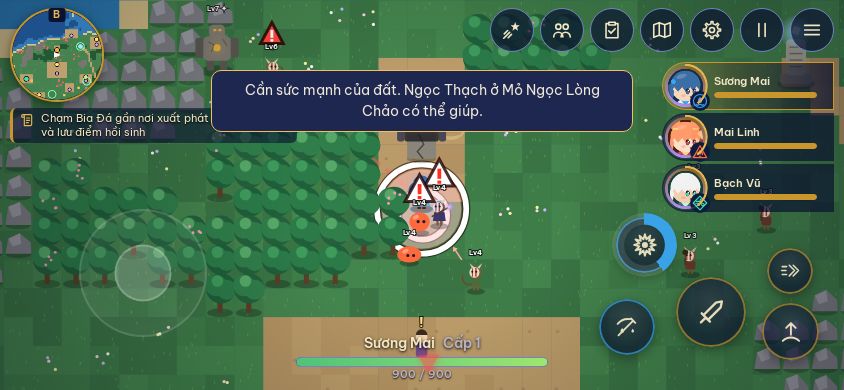 B
Lv7
Lv6
Cần sức mạnh của đất. Ngọc Thạch ở Mỏ Ngọc Lòng
Chảo có thể giúp.
Chạm Bia Đá gần nơi xuất phát
và lưu điểm hồi sinh
Sương Mai
Mai Linh
Bạch Vũ
Lv4
Lv4
Lv4
Lv4
Lv3
!
Sương Mai Cấp 1
900 / 900